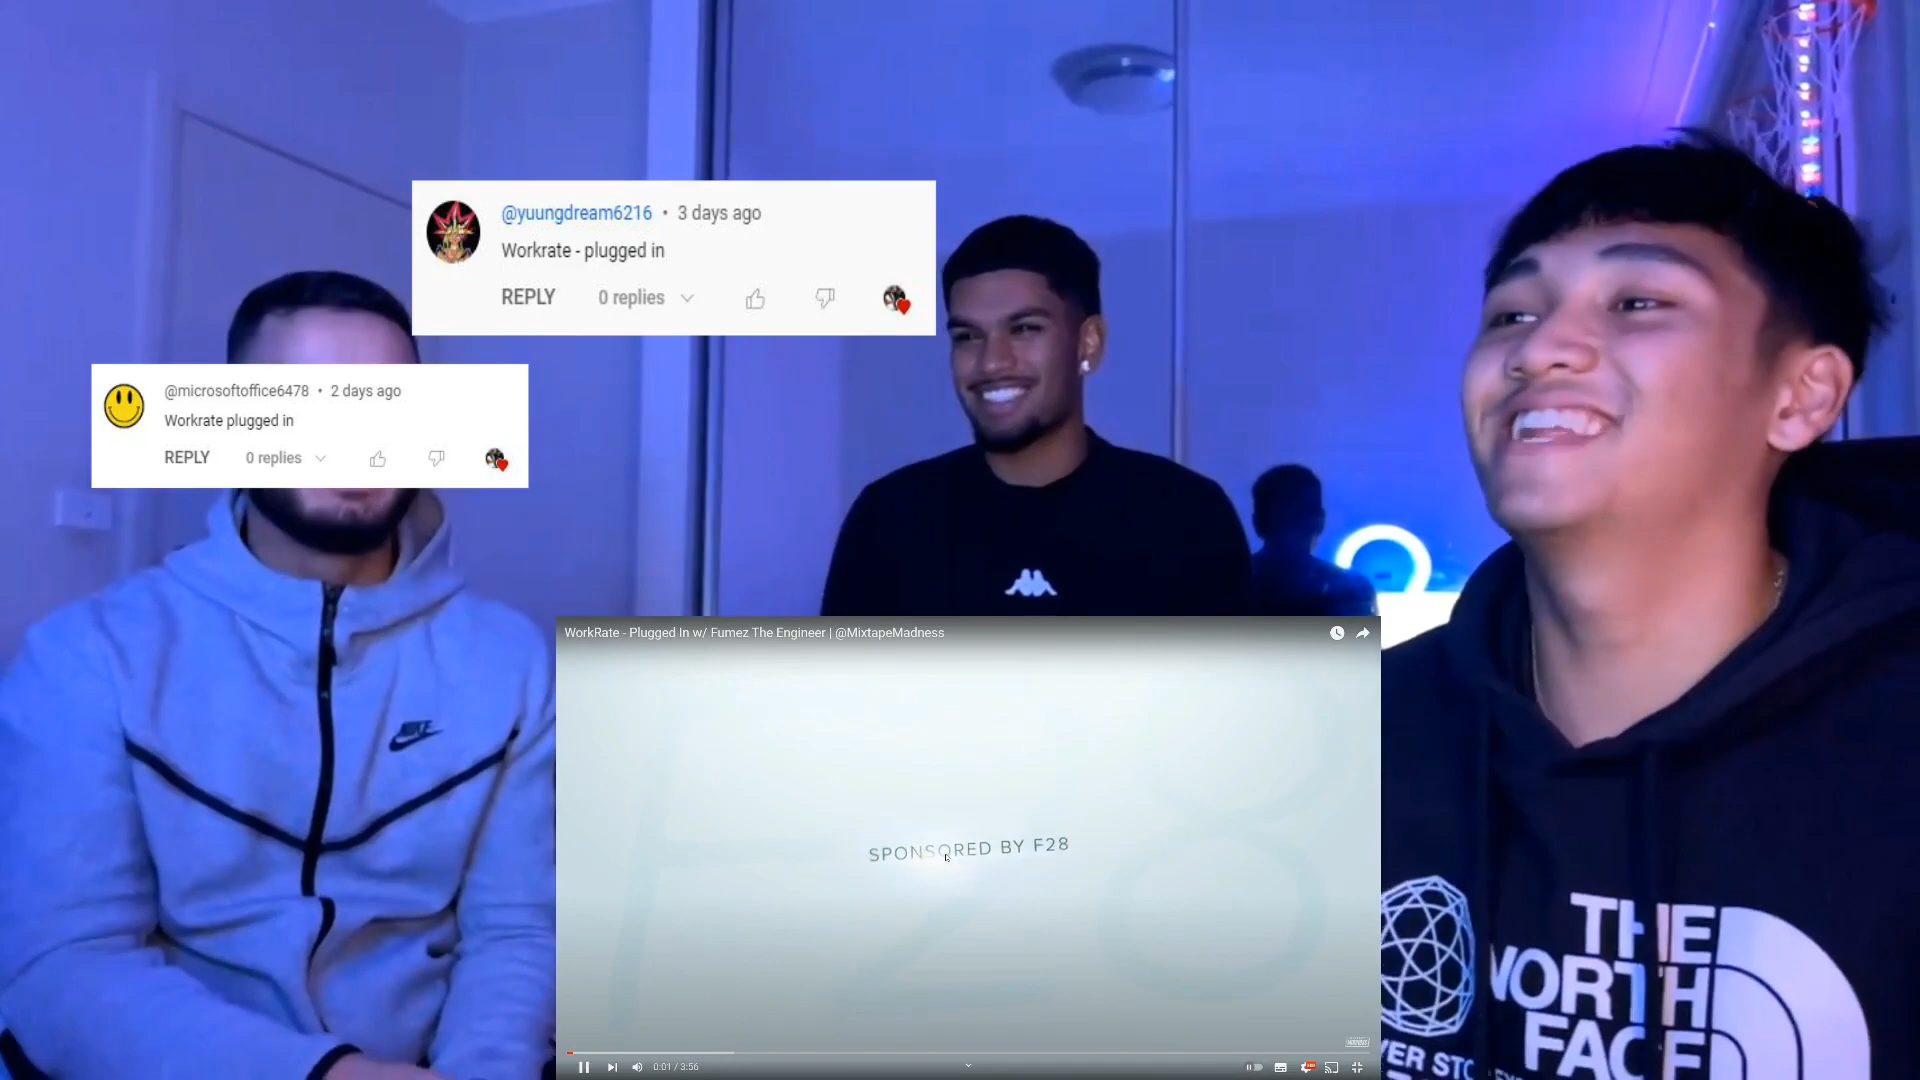 @yuungdream6216 • 3 days ago
Workrate - plugged in
REPLY 0 replies
@microsoftoffice6478 • 2 days ago
Workrate plugged in
REPLY 0 replies
NIKE
WorkRate - Plugged In w/ Fumez The Engineer | @MixtapeMadness
SPONSORED BY F28
0:01 / 3:56
THE
NORTH
FACE